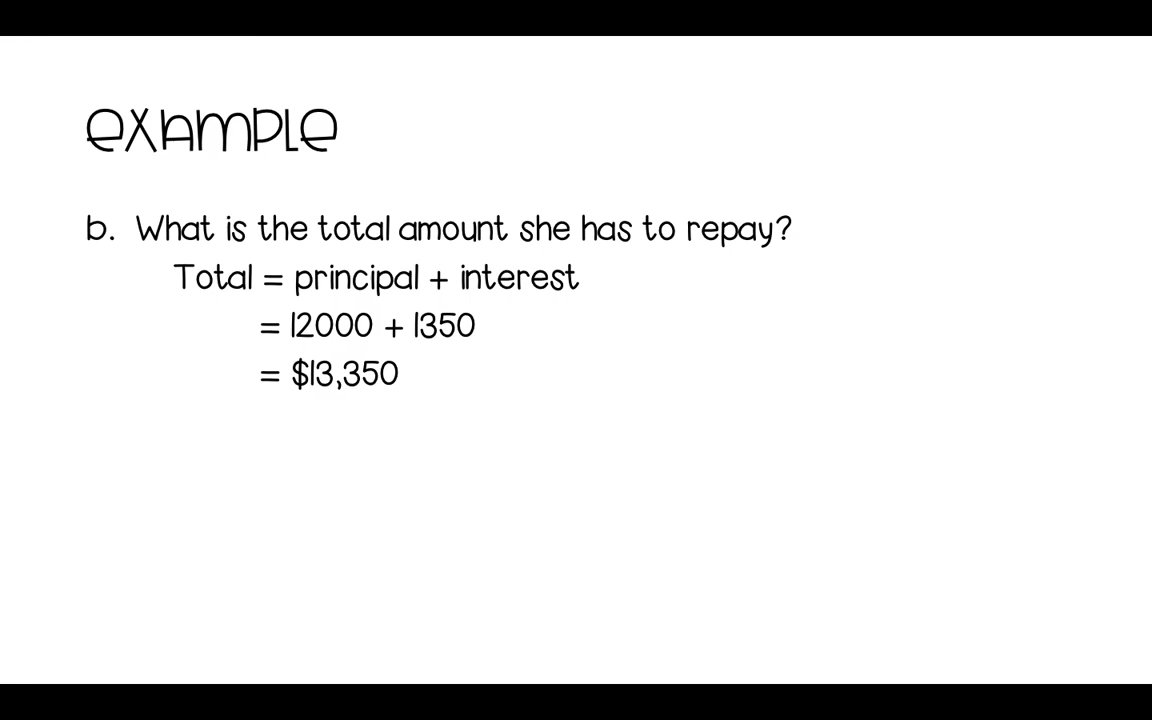 example
b. What is the total amount she has to repay?
Total = principal + interest
= 12000 + 1350
= $13,350